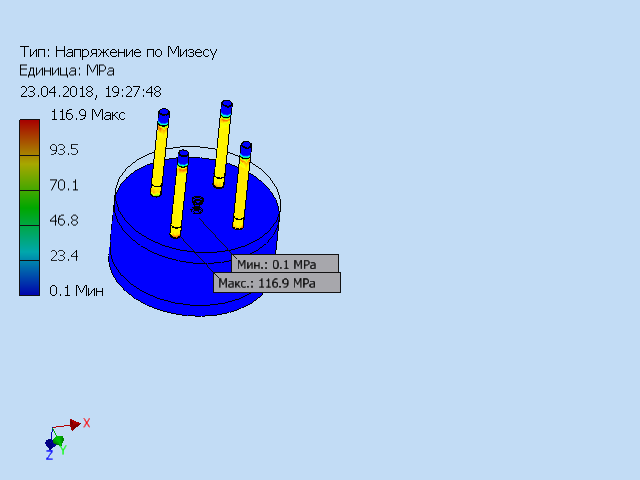 Тип: Напряжение по Мизесу
Единица: MPa
23.04.2018, 19:27:48
116.9 Макс
93.5
70.1
46.8
23.4
0.1 Мин
Мин.: 0.1 MPa
Макс.: 116.9 MPa
X
Y
Z